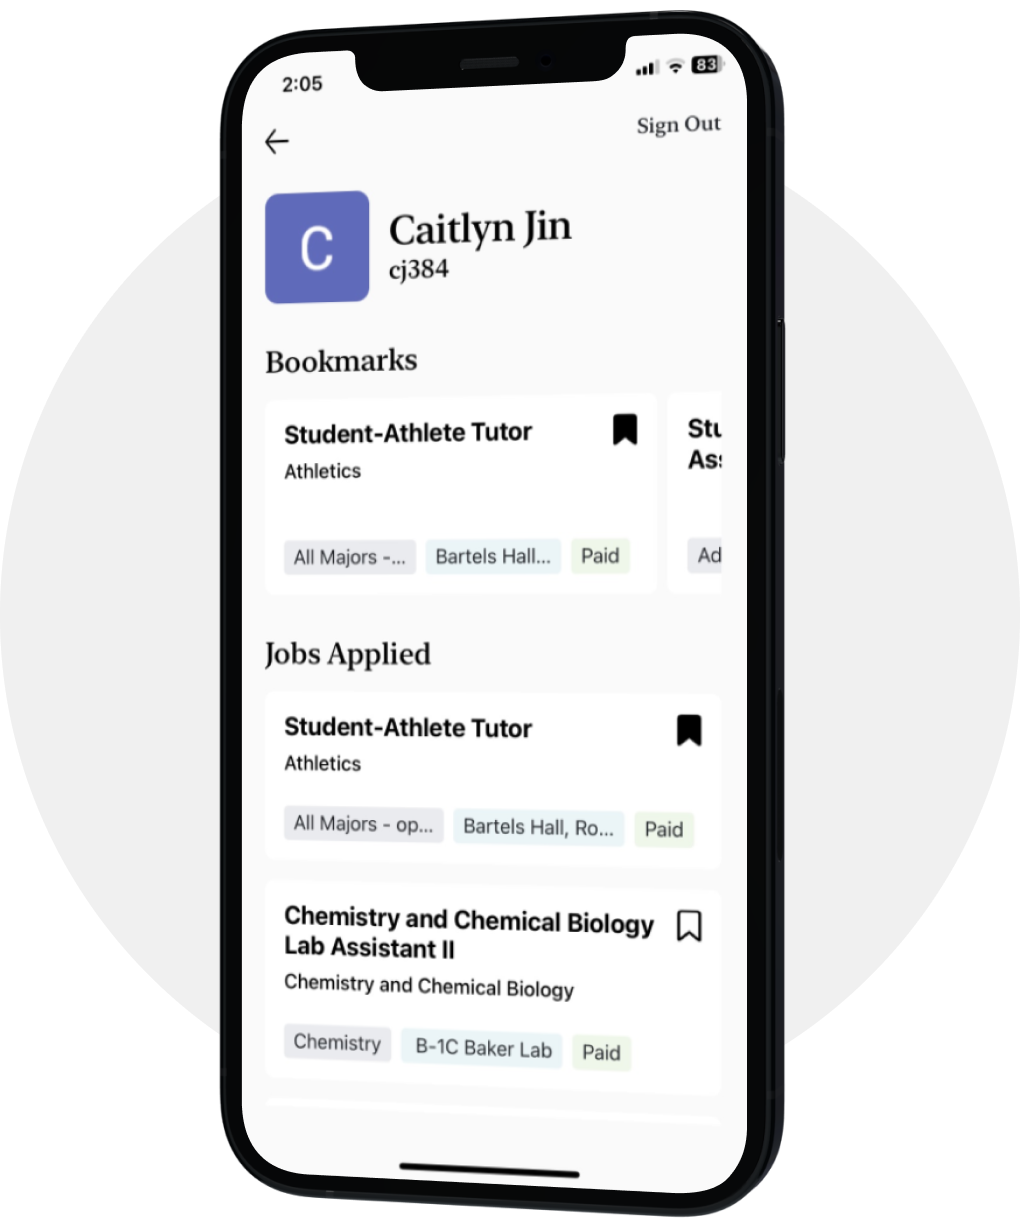 2:05
83
Sign Out
C
Caitlyn Jin
cj384
Bookmarks
Student-Athlete Tutor
Stu
Ass
Athletics
All Majors -...
Bartels Hall...
Paid
Ad
Jobs Applied
Student-Athlete Tutor
Athletics
All Majors - op...
Bartels Hall, Ro...
Paid
Chemistry and Chemical Biology
Lab Assistant II
Chemistry and Chemical Biology
Chemistry
B-1C Baker Lab
Paid